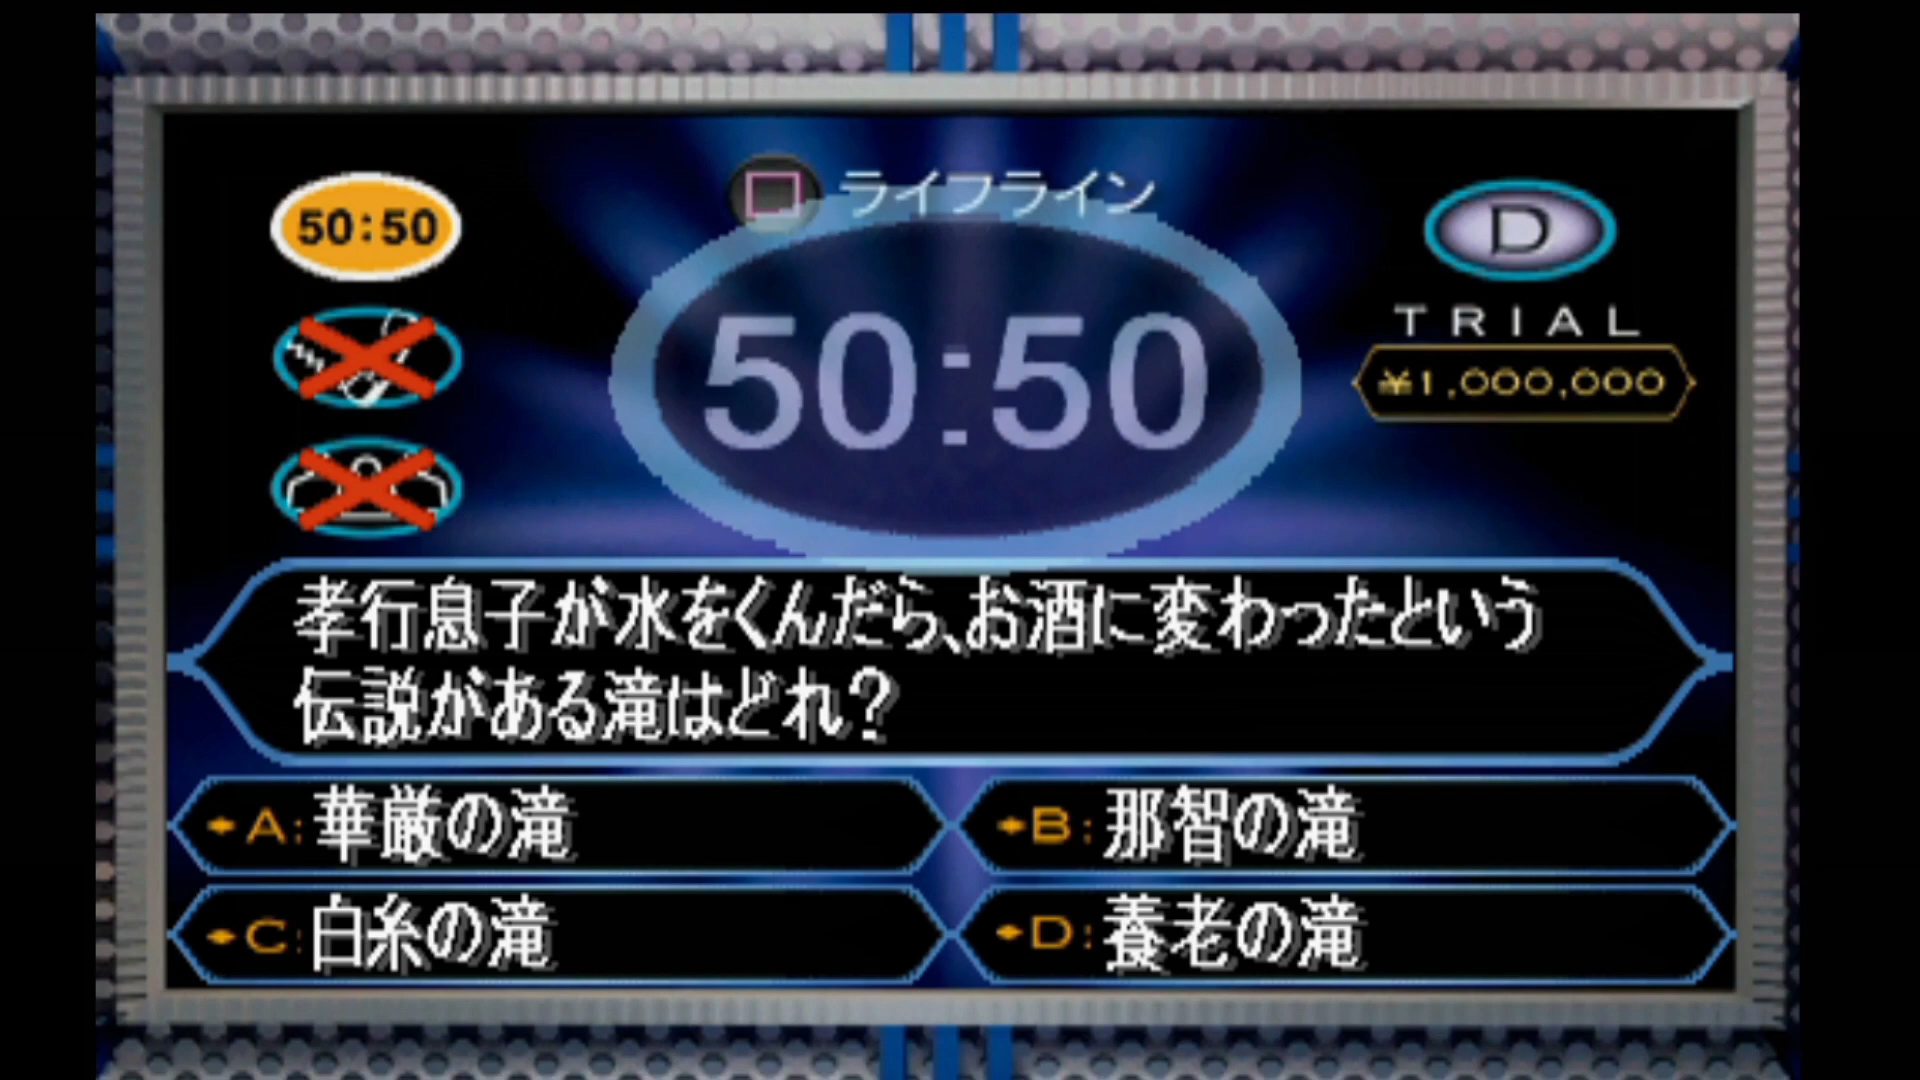 50:50
ライフライン
50:50
D
TRIAL
¥1,000,000
孝行息子が水をくんだら、お酒に変わったという
伝説がある滝はどれ?
A:華厳の滝
B:那智の滝
C:白糸の滝
D:養老の滝